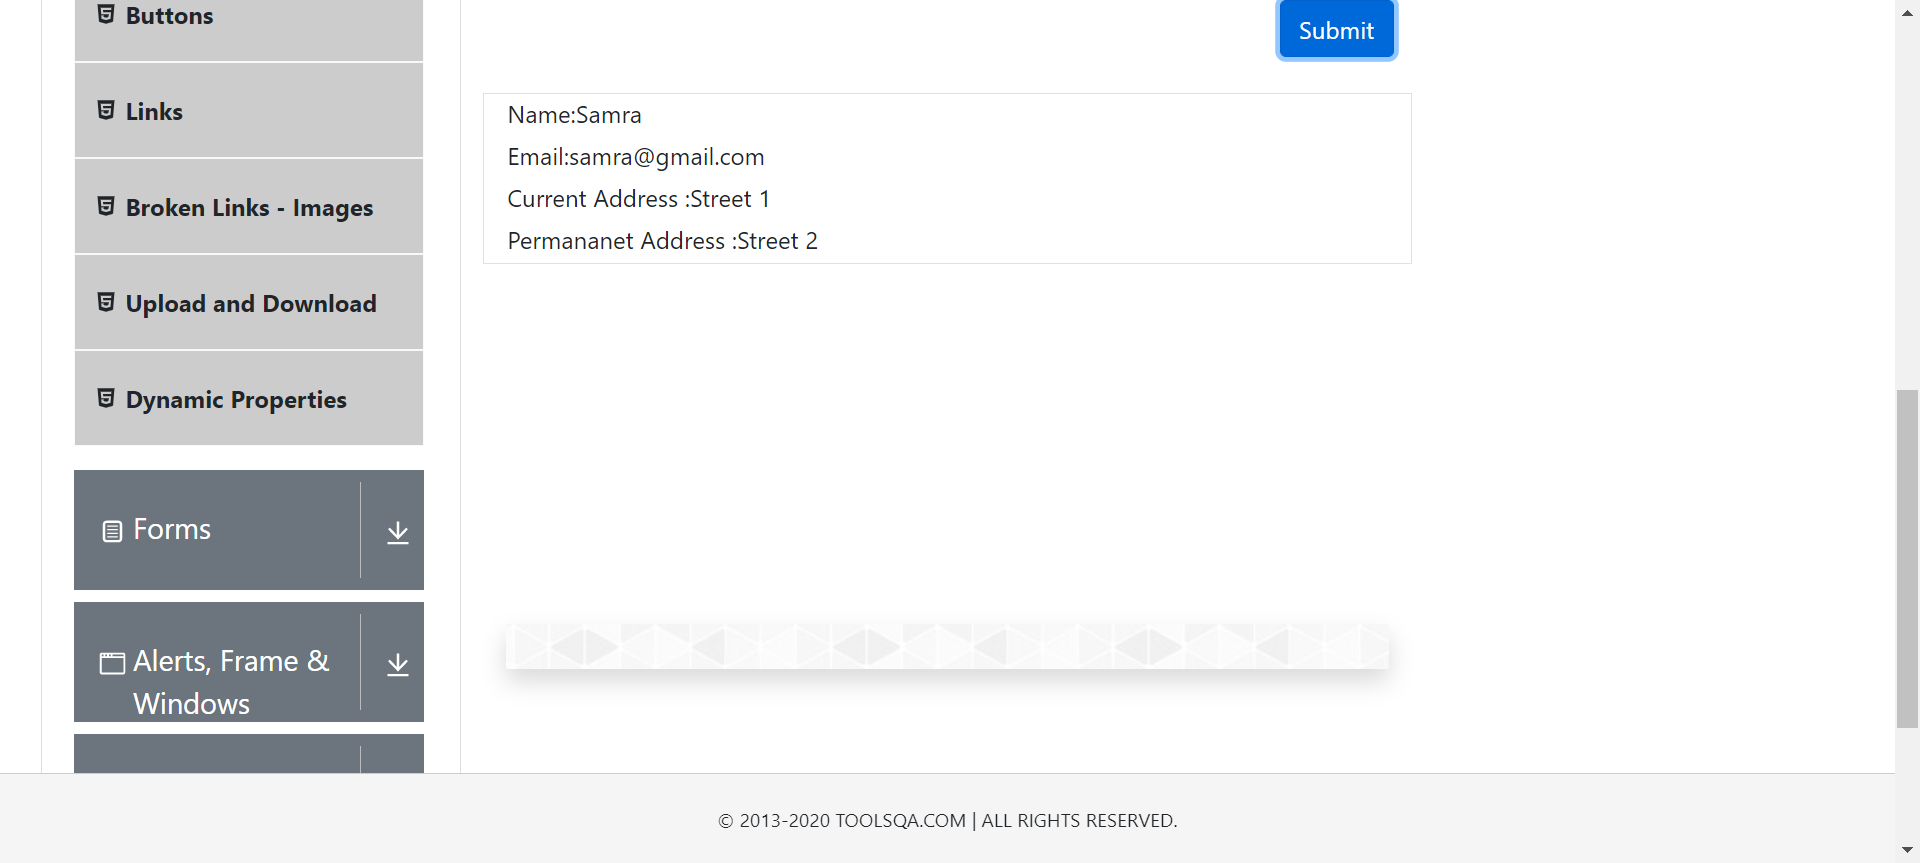 Buttons
Links
Broken Links - Images
Upload and Download
Dynamic Properties
Forms
Alerts, Frame &
Windows
Submit
Name:Samra
Email:samra@gmail.com
Current Address :Street 1
Permananet Address :Street 2
© 2013-2020 TOOLSQA.COM | ALL RIGHTS RESERVED.